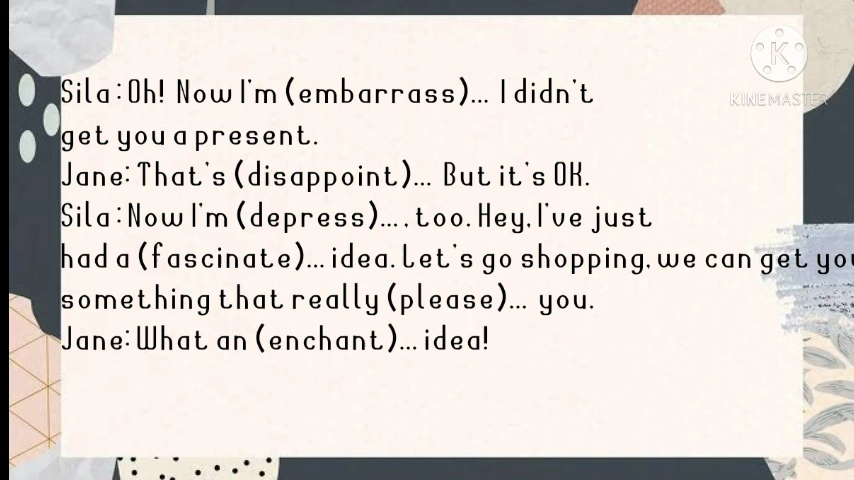 KINEMASTER
Sila: Oh! Now I'm (embarrass)... I didn't
get you a present.
Jane: That's (disappoint)... But it's OK.
Sila: Now I'm (depress)..., too. Hey, I've just
had a (fascinate)... idea. Let's go shopping, we can get you
something that really (please)... you.
Jane: What an (enchant)... idea!